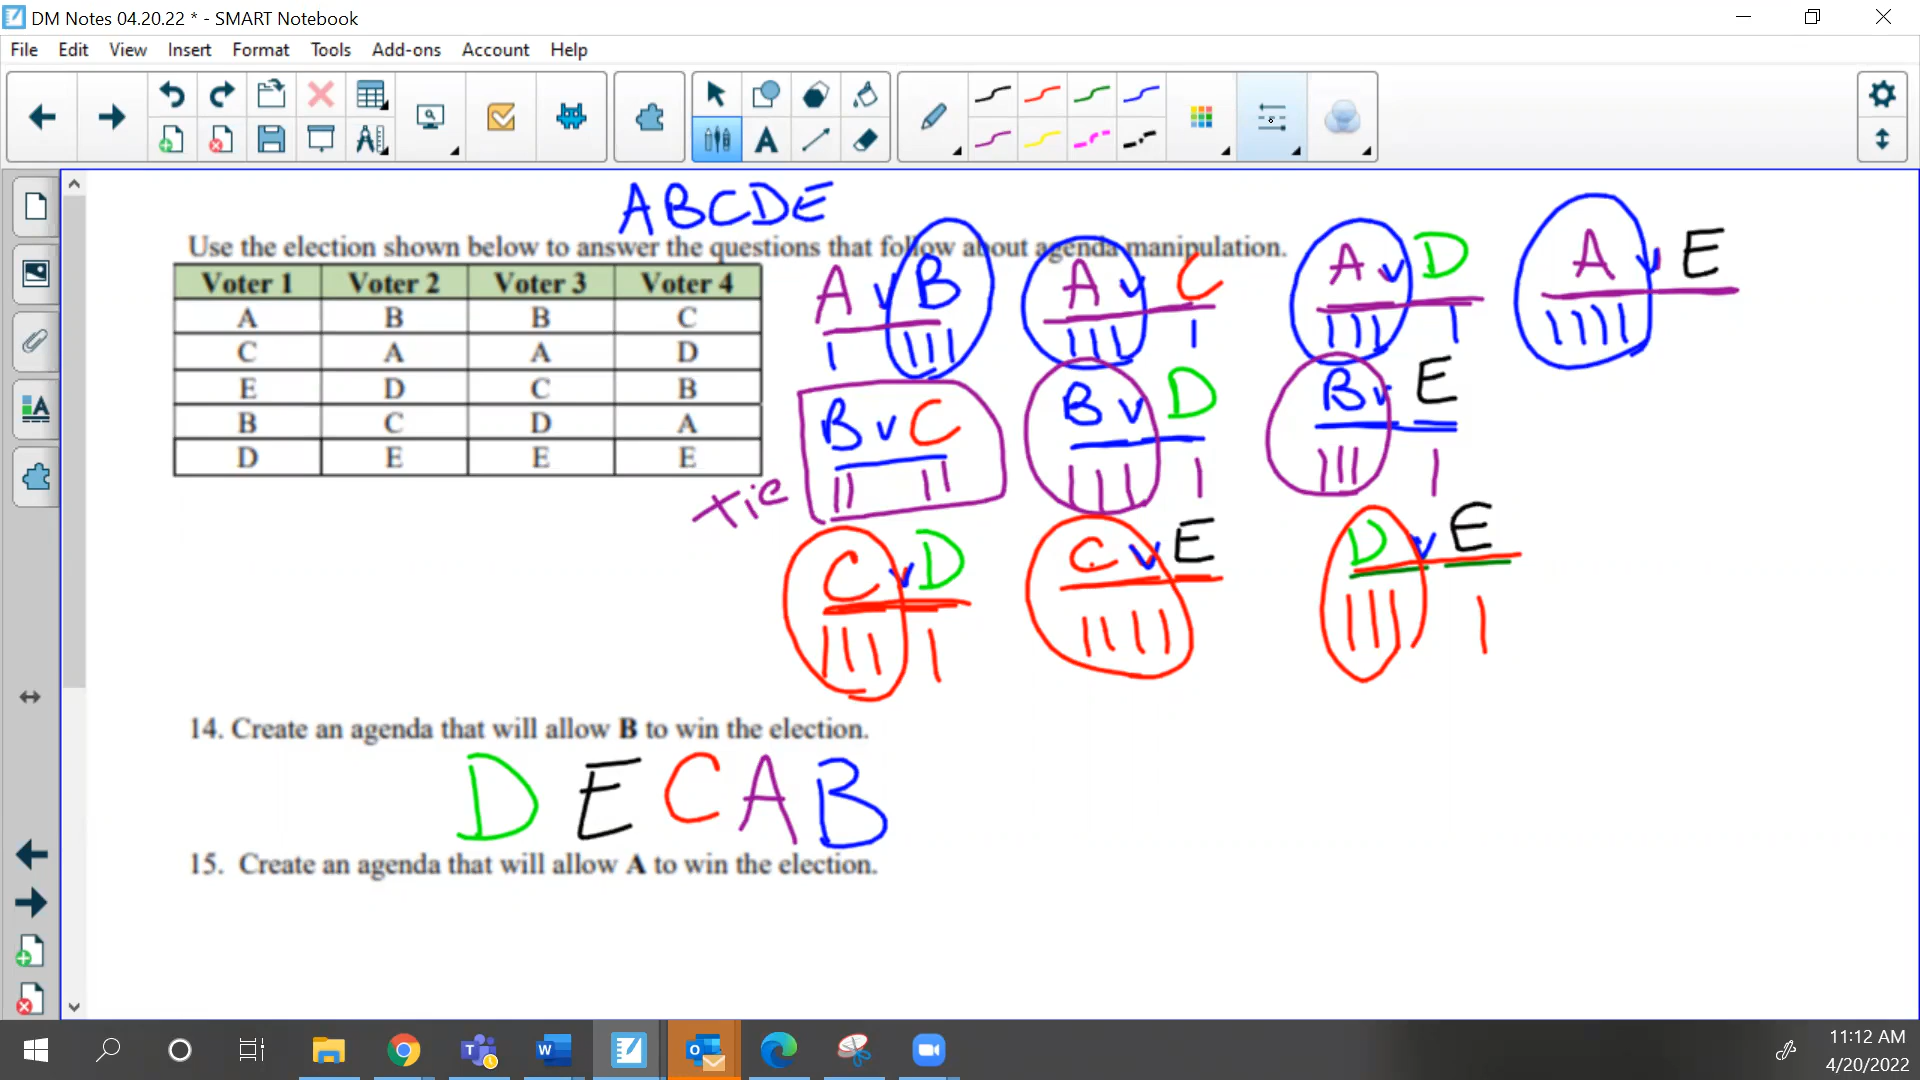 DM Notes 04.20.22 * - SMART Notebook
File Edit View Insert Format Tools Add-ons Account Help
ABCDE
Use the election shown below to answer the questions that follow about agenda manipulation.
Voter 1 Voter 2 Voter 3 Voter 4
A B B C
C A A D
E D C B
B C D A
D E E E
A v B
A v C
A v D
A v E
B v C
B v D
B v E
tie
C v D
C v E
D v E
14. Create an agenda that will allow B to win the election.
D E C A B
15. Create an agenda that will allow A to win the election.
11:12 AM
4/20/2022